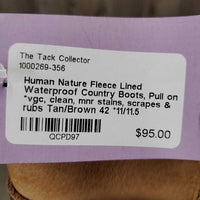 The Tack Collector
1000269-356
Human Nature Fleece Lined
Waterproof Country Boots, Pull on
*vgc, clean, mnr stains, scrapes &
rubs Tan/Brown 42 *11/11.5
$95.00
QCPD97